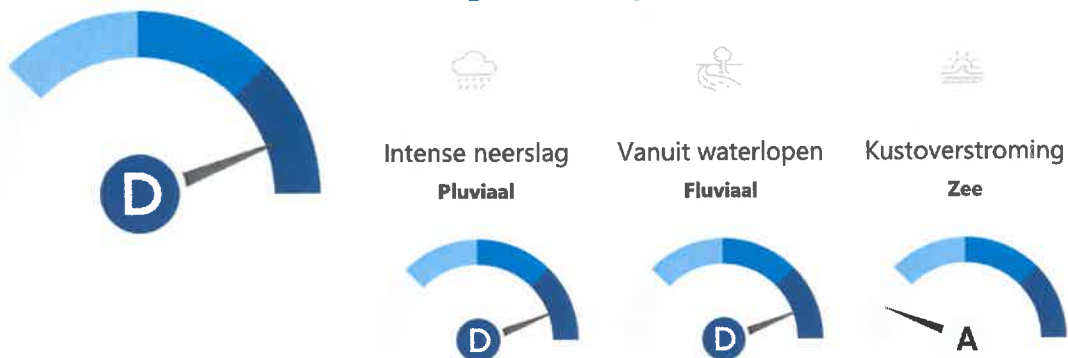 D
Intense neerslag
Pluviaal
D
Vanuit waterlopen
Fluviaal
D
Kustoverstroming
Zee
A